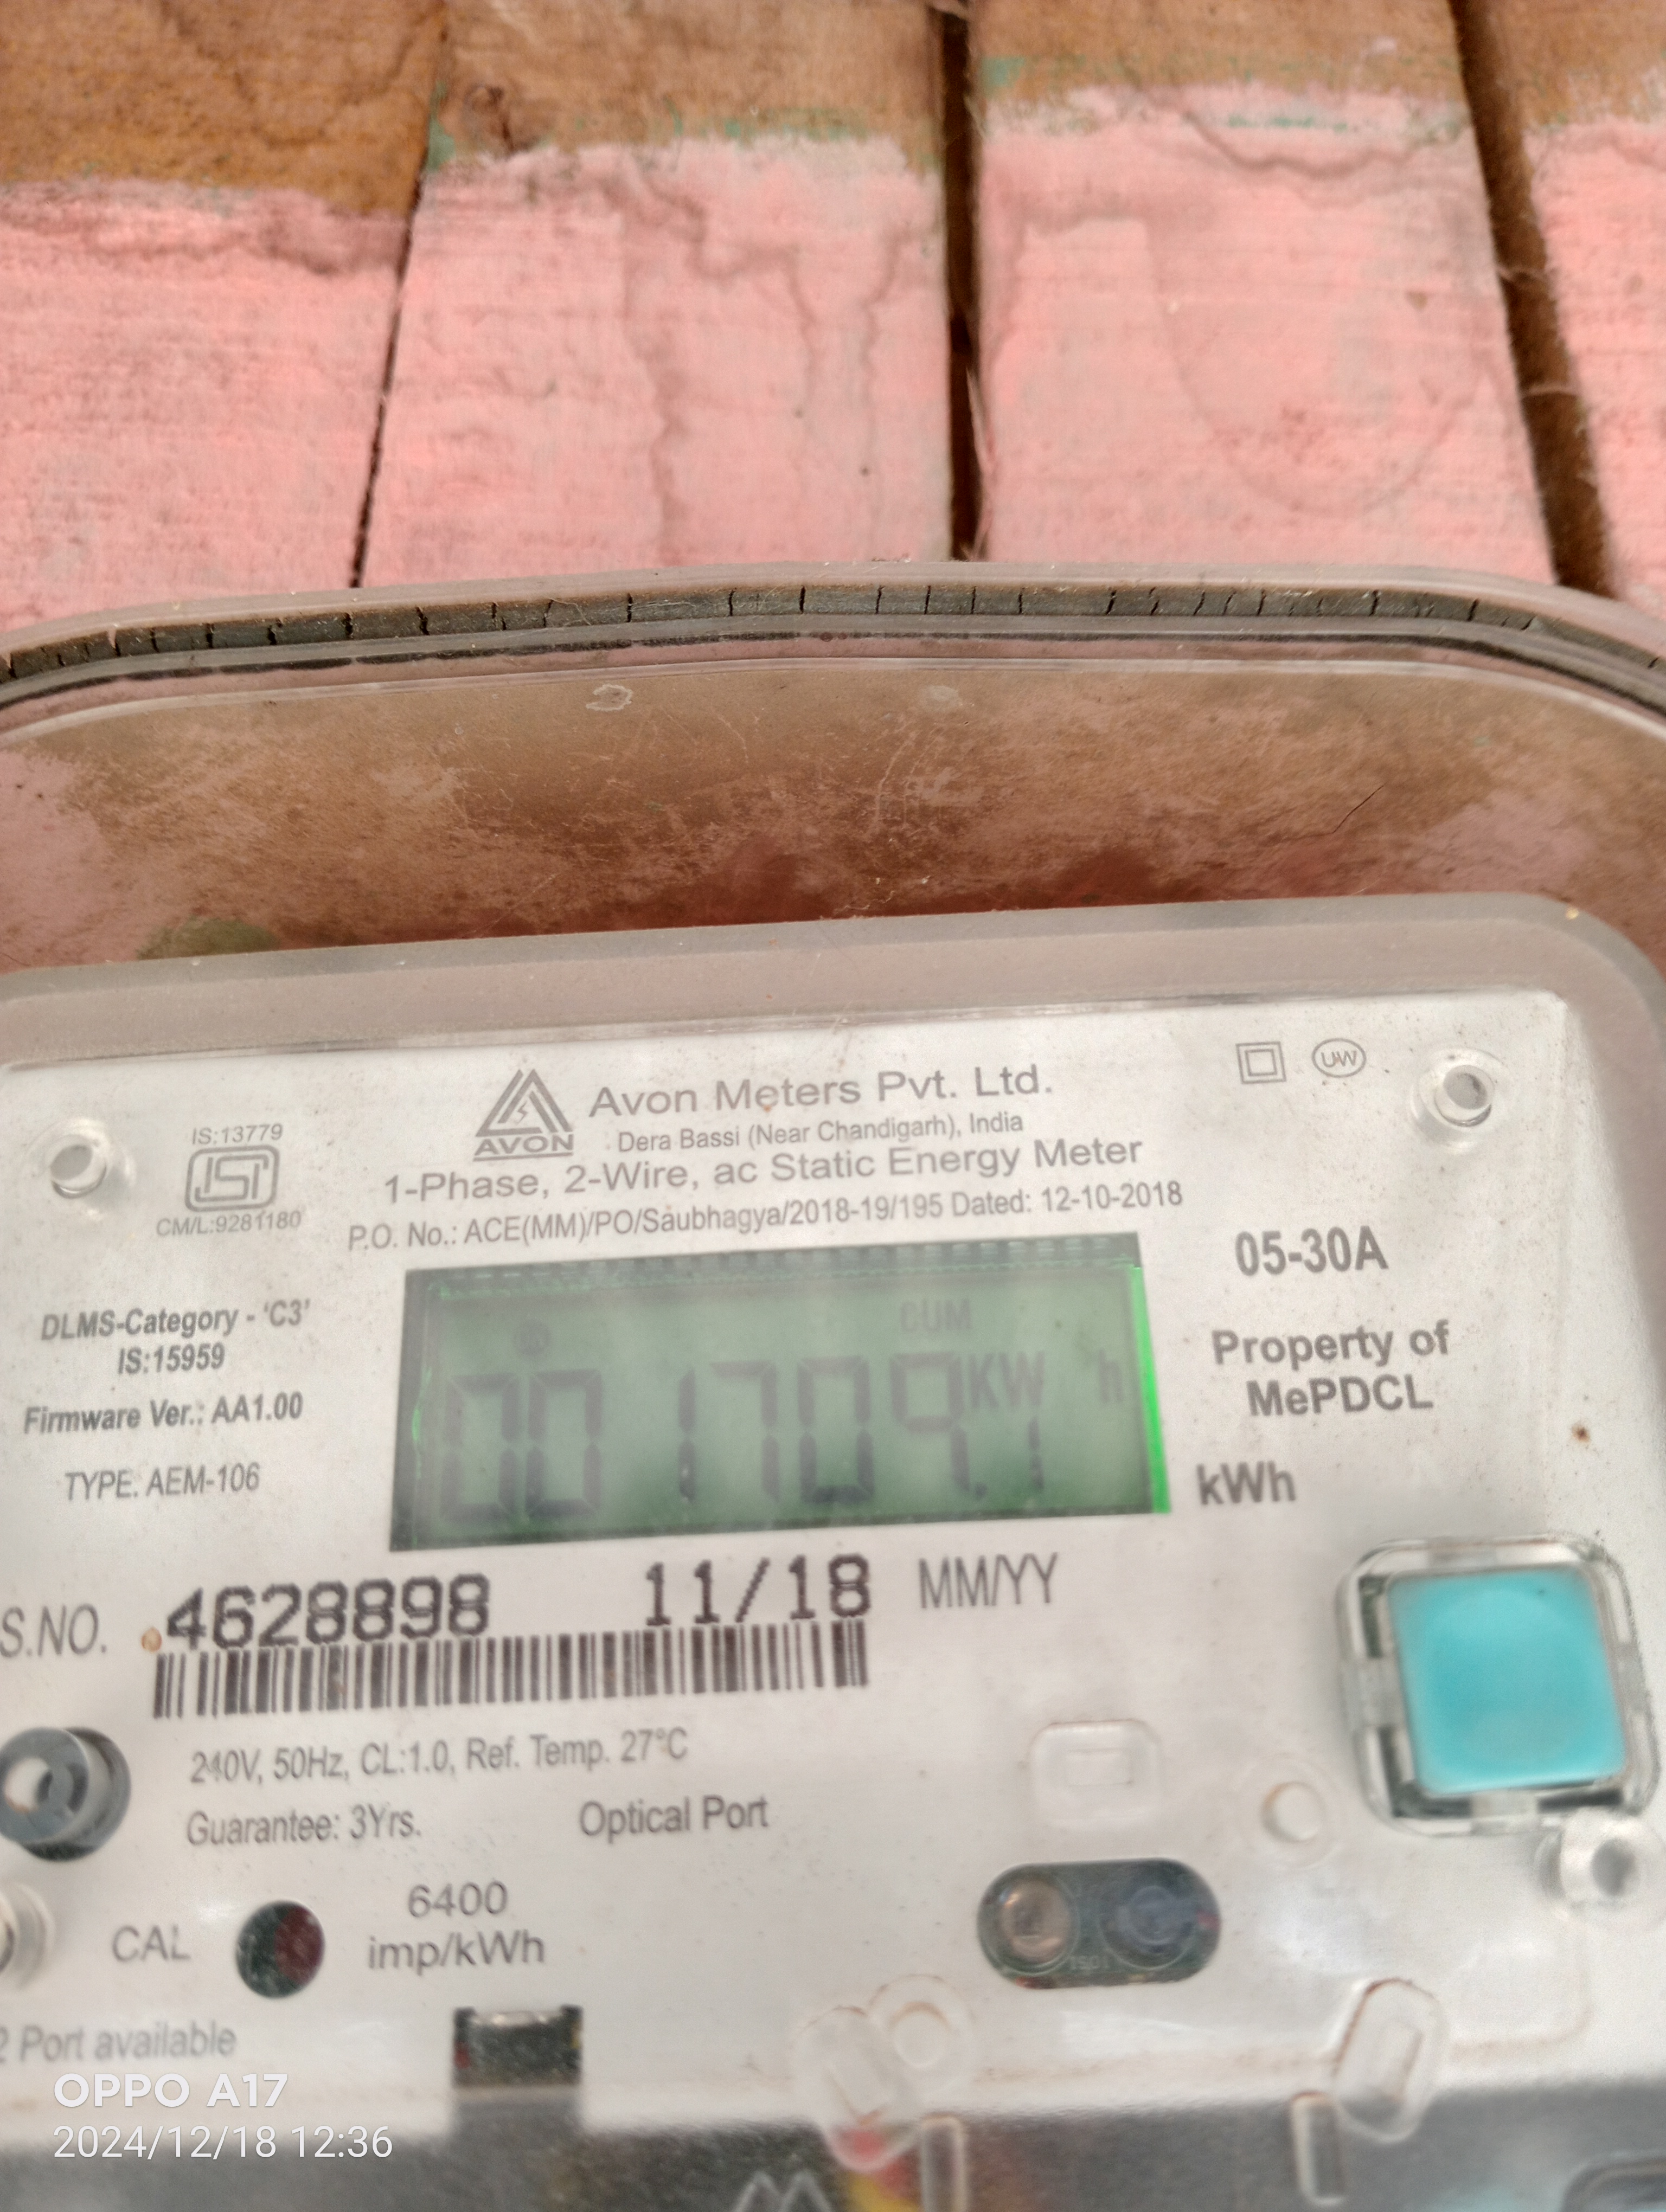 Avon Meters Pvt. Ltd.
AVON
Dera Bassi (Near Chandigarh), India
1-Phase, 2-Wire, ac Static Energy Meter
P.O. No.: ACE(MM)/PO/Saubhagya/2018-19/195 Dated: 12-10-2018
UW
IS:13779
ISI
CM/L:9281180
DLMS-Category - 'C3'
IS:15959
Firmware Ver.: AA1.00
TYPE. AEM-106
CUM
001709.1 KW h
05-30A
Property of
MePDCL
kWh
S.NO. 4628898 11/18 MM/YY
240V, 50Hz, CL:1.0, Ref. Temp. 27°C
Guarantee: 3Yrs. Optical Port
CAL
6400
imp/kWh
2 Port available
OPPO A17
2024/12/18 12:36